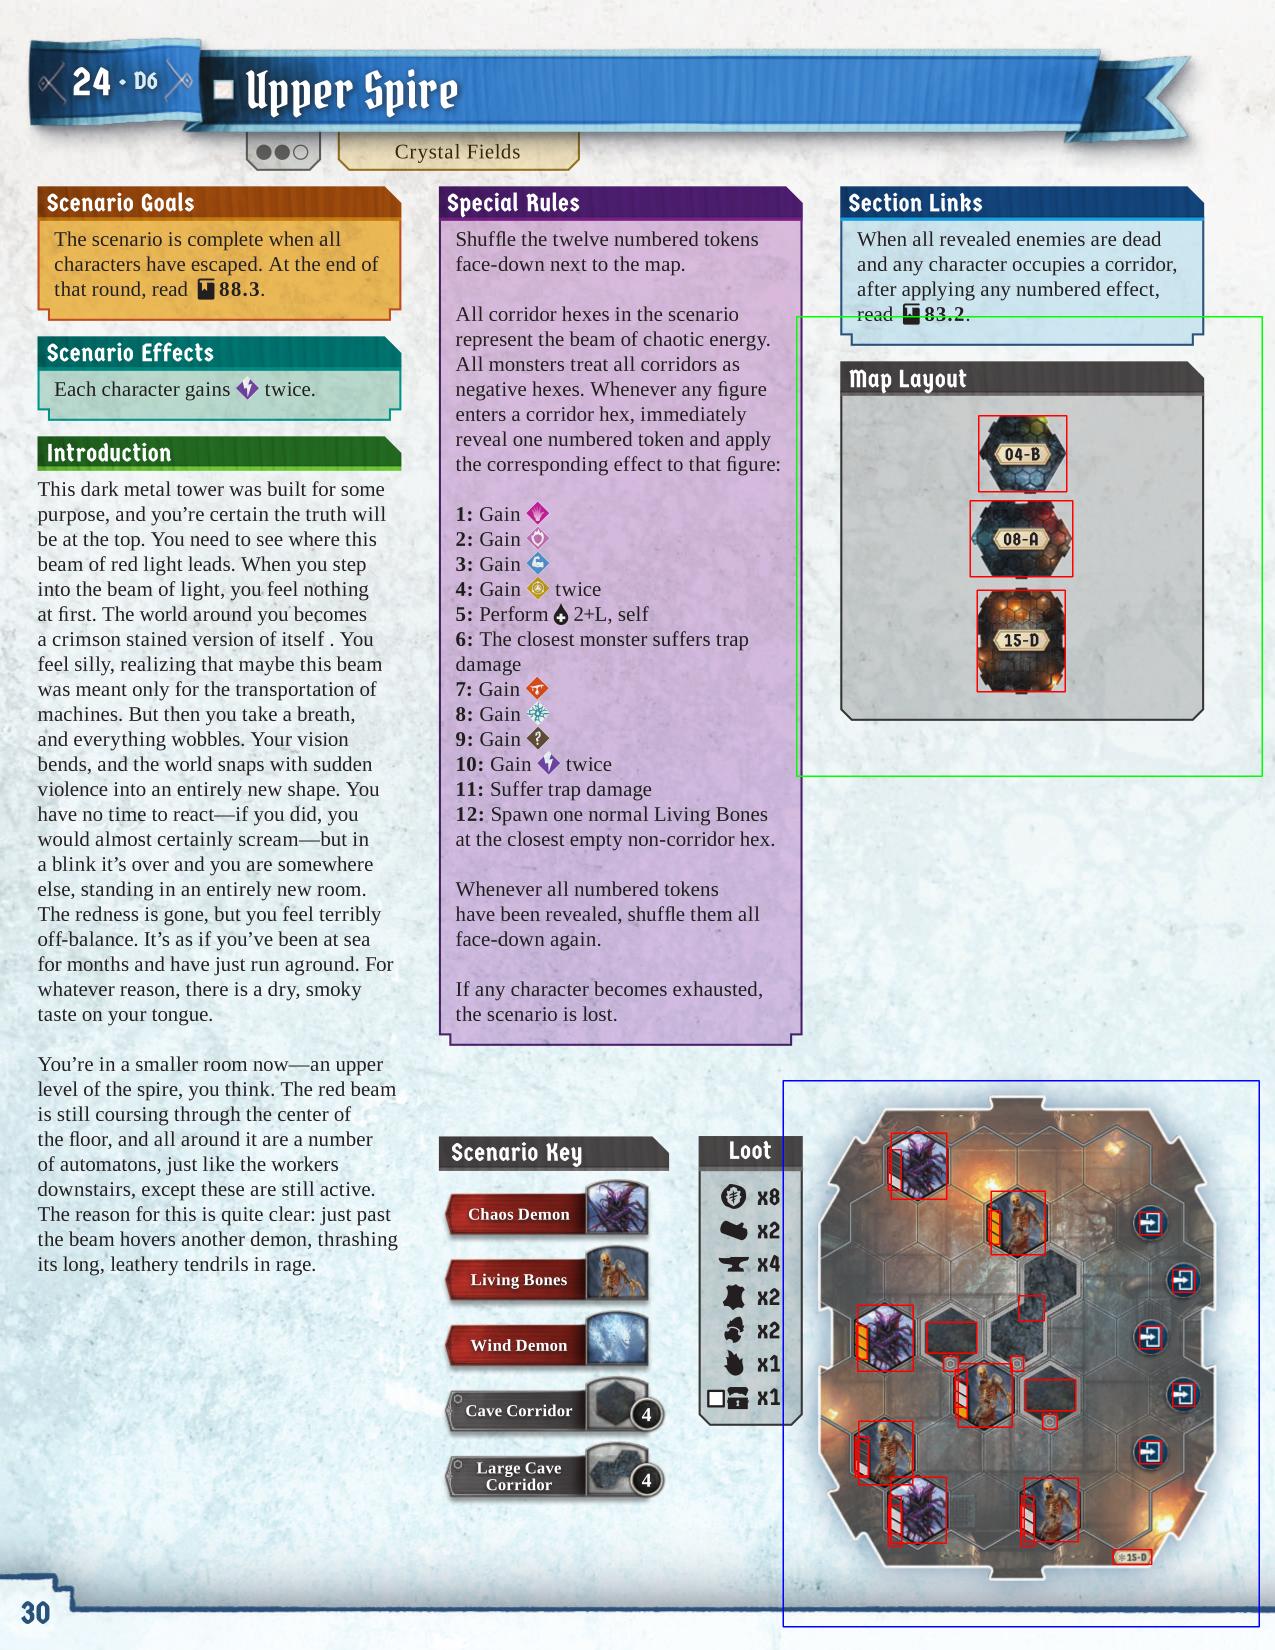 24 · D6
Upper Spire
Crystal Fields
Scenario Goals
The scenario is complete when all
characters have escaped. At the end of
that round, read 88.3.
Scenario Effects
Each character gains twice.
Introduction
This dark metal tower was built for some
purpose, and you’re certain the truth will
be at the top. You need to see where this
beam of red light leads. When you step
into the beam of light, you feel nothing
at first. The world around you becomes
a crimson stained version of itself . You
feel silly, realizing that maybe this beam
was meant only for the transportation of
machines. But then you take a breath,
and everything wobbles. Your vision
bends, and the world snaps with sudden
violence into an entirely new shape. You
have no time to react—if you did, you
would almost certainly scream—but in
a blink it’s over and you are somewhere
else, standing in an entirely new room.
The redness is gone, but you feel terribly
off-balance. It’s as if you’ve been at sea
for months and have just run aground. For
whatever reason, there is a dry, smoky
taste on your tongue.
You’re in a smaller room now—an upper
level of the spire, you think. The red beam
is still coursing through the center of
the floor, and all around it are a number
of automatons, just like the workers
downstairs, except these are still active.
The reason for this is quite clear: just past
the beam hovers another demon, thrashing
its long, leathery tendrils in rage.
Special Rules
Shuffle the twelve numbered tokens
face-down next to the map.
All corridor hexes in the scenario
represent the beam of chaotic energy.
All monsters treat all corridors as
negative hexes. Whenever any figure
enters a corridor hex, immediately
reveal one numbered token and apply
the corresponding effect to that figure:
1: Gain
2: Gain
3: Gain
4: Gain twice
5: Perform 2+L, self
6: The closest monster suffers trap
damage
7: Gain
8: Gain
9: Gain
10: Gain twice
11: Suffer trap damage
12: Spawn one normal Living Bones
at the closest empty non-corridor hex.
Whenever all numbered tokens
have been revealed, shuffle them all
face-down again.
If any character becomes exhausted,
the scenario is lost.
Section Links
When all revealed enemies are dead
and any character occupies a corridor,
after applying any numbered effect,
read 83.2.
Map Layout
04-B
08-A
15-D
Scenario Key
Chaos Demon
Living Bones
Wind Demon
Cave Corridor
4
Large Cave
Corridor
4
Loot
x8
x2
x4
x2
x2
x1
x1
15-D
30